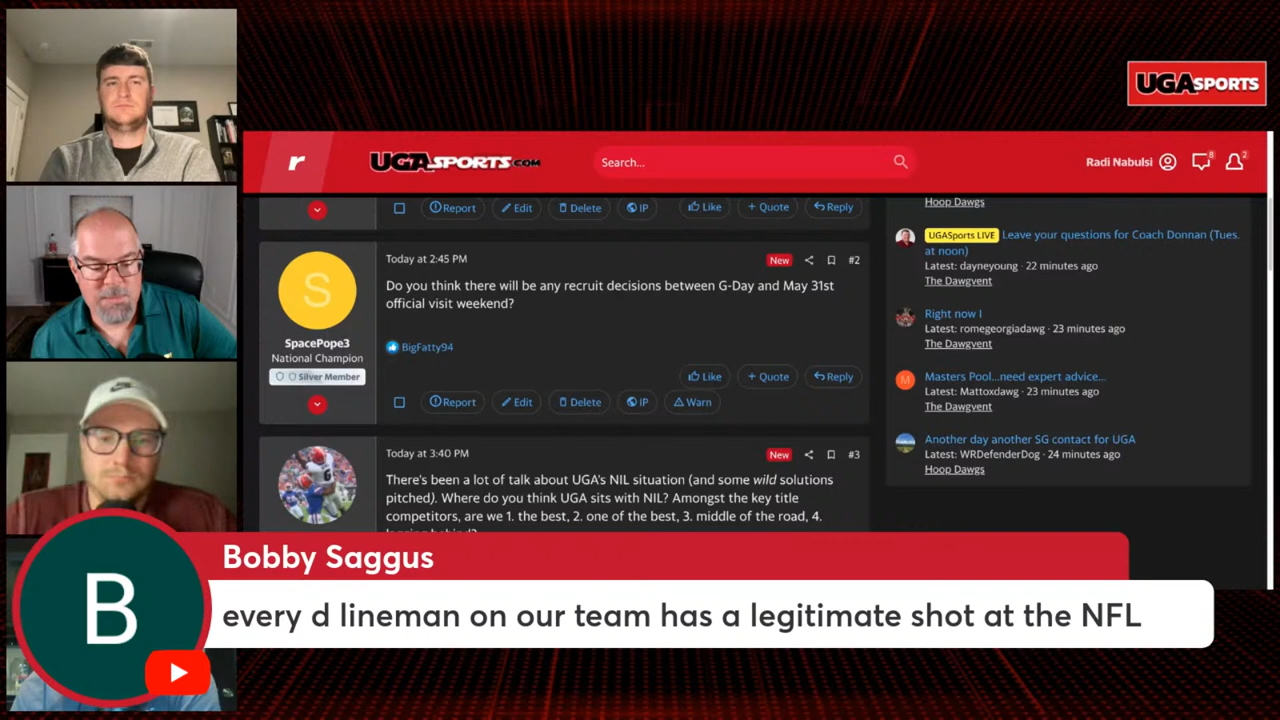 UGASPORTS
r
UGASPORTS.COM
Search...
Radi Nabulsi
8
2
Report
Edit
Delete
IP
Like
+ Quote
Reply
S
SpacePope3
National Champion
Silver Member
Today at 2:45 PM
New
#2
Do you think there will be any recruit decisions between G-Day and May 31st
official visit weekend?
BigFatty94
Like
+ Quote
Reply
Report
Edit
Delete
IP
Warn
Today at 3:40 PM
New
#3
There's been a lot of talk about UGA's NIL situation (and some wild solutions
pitched). Where do you think UGA sits with NIL? Amongst the key title
competitors, are we 1. the best, 2. one of the best, 3. middle of the road, 4.
Hoop Dawgs
UGASports LIVE Leave your questions for Coach Donnan (Tues.
at noon)
Latest: dayneyoung · 22 minutes ago
The Dawgvent
Right now I
Latest: romegeorgiadawg · 23 minutes ago
The Dawgvent
M
Masters Pool...need expert advice...
Latest: Mattoxdawg · 23 minutes ago
The Dawgvent
Another day another SG contact for UGA
Latest: WRDefenderDog · 24 minutes ago
Hoop Dawgs
B
Bobby Saggus
every d lineman on our team has a legitimate shot at the NFL